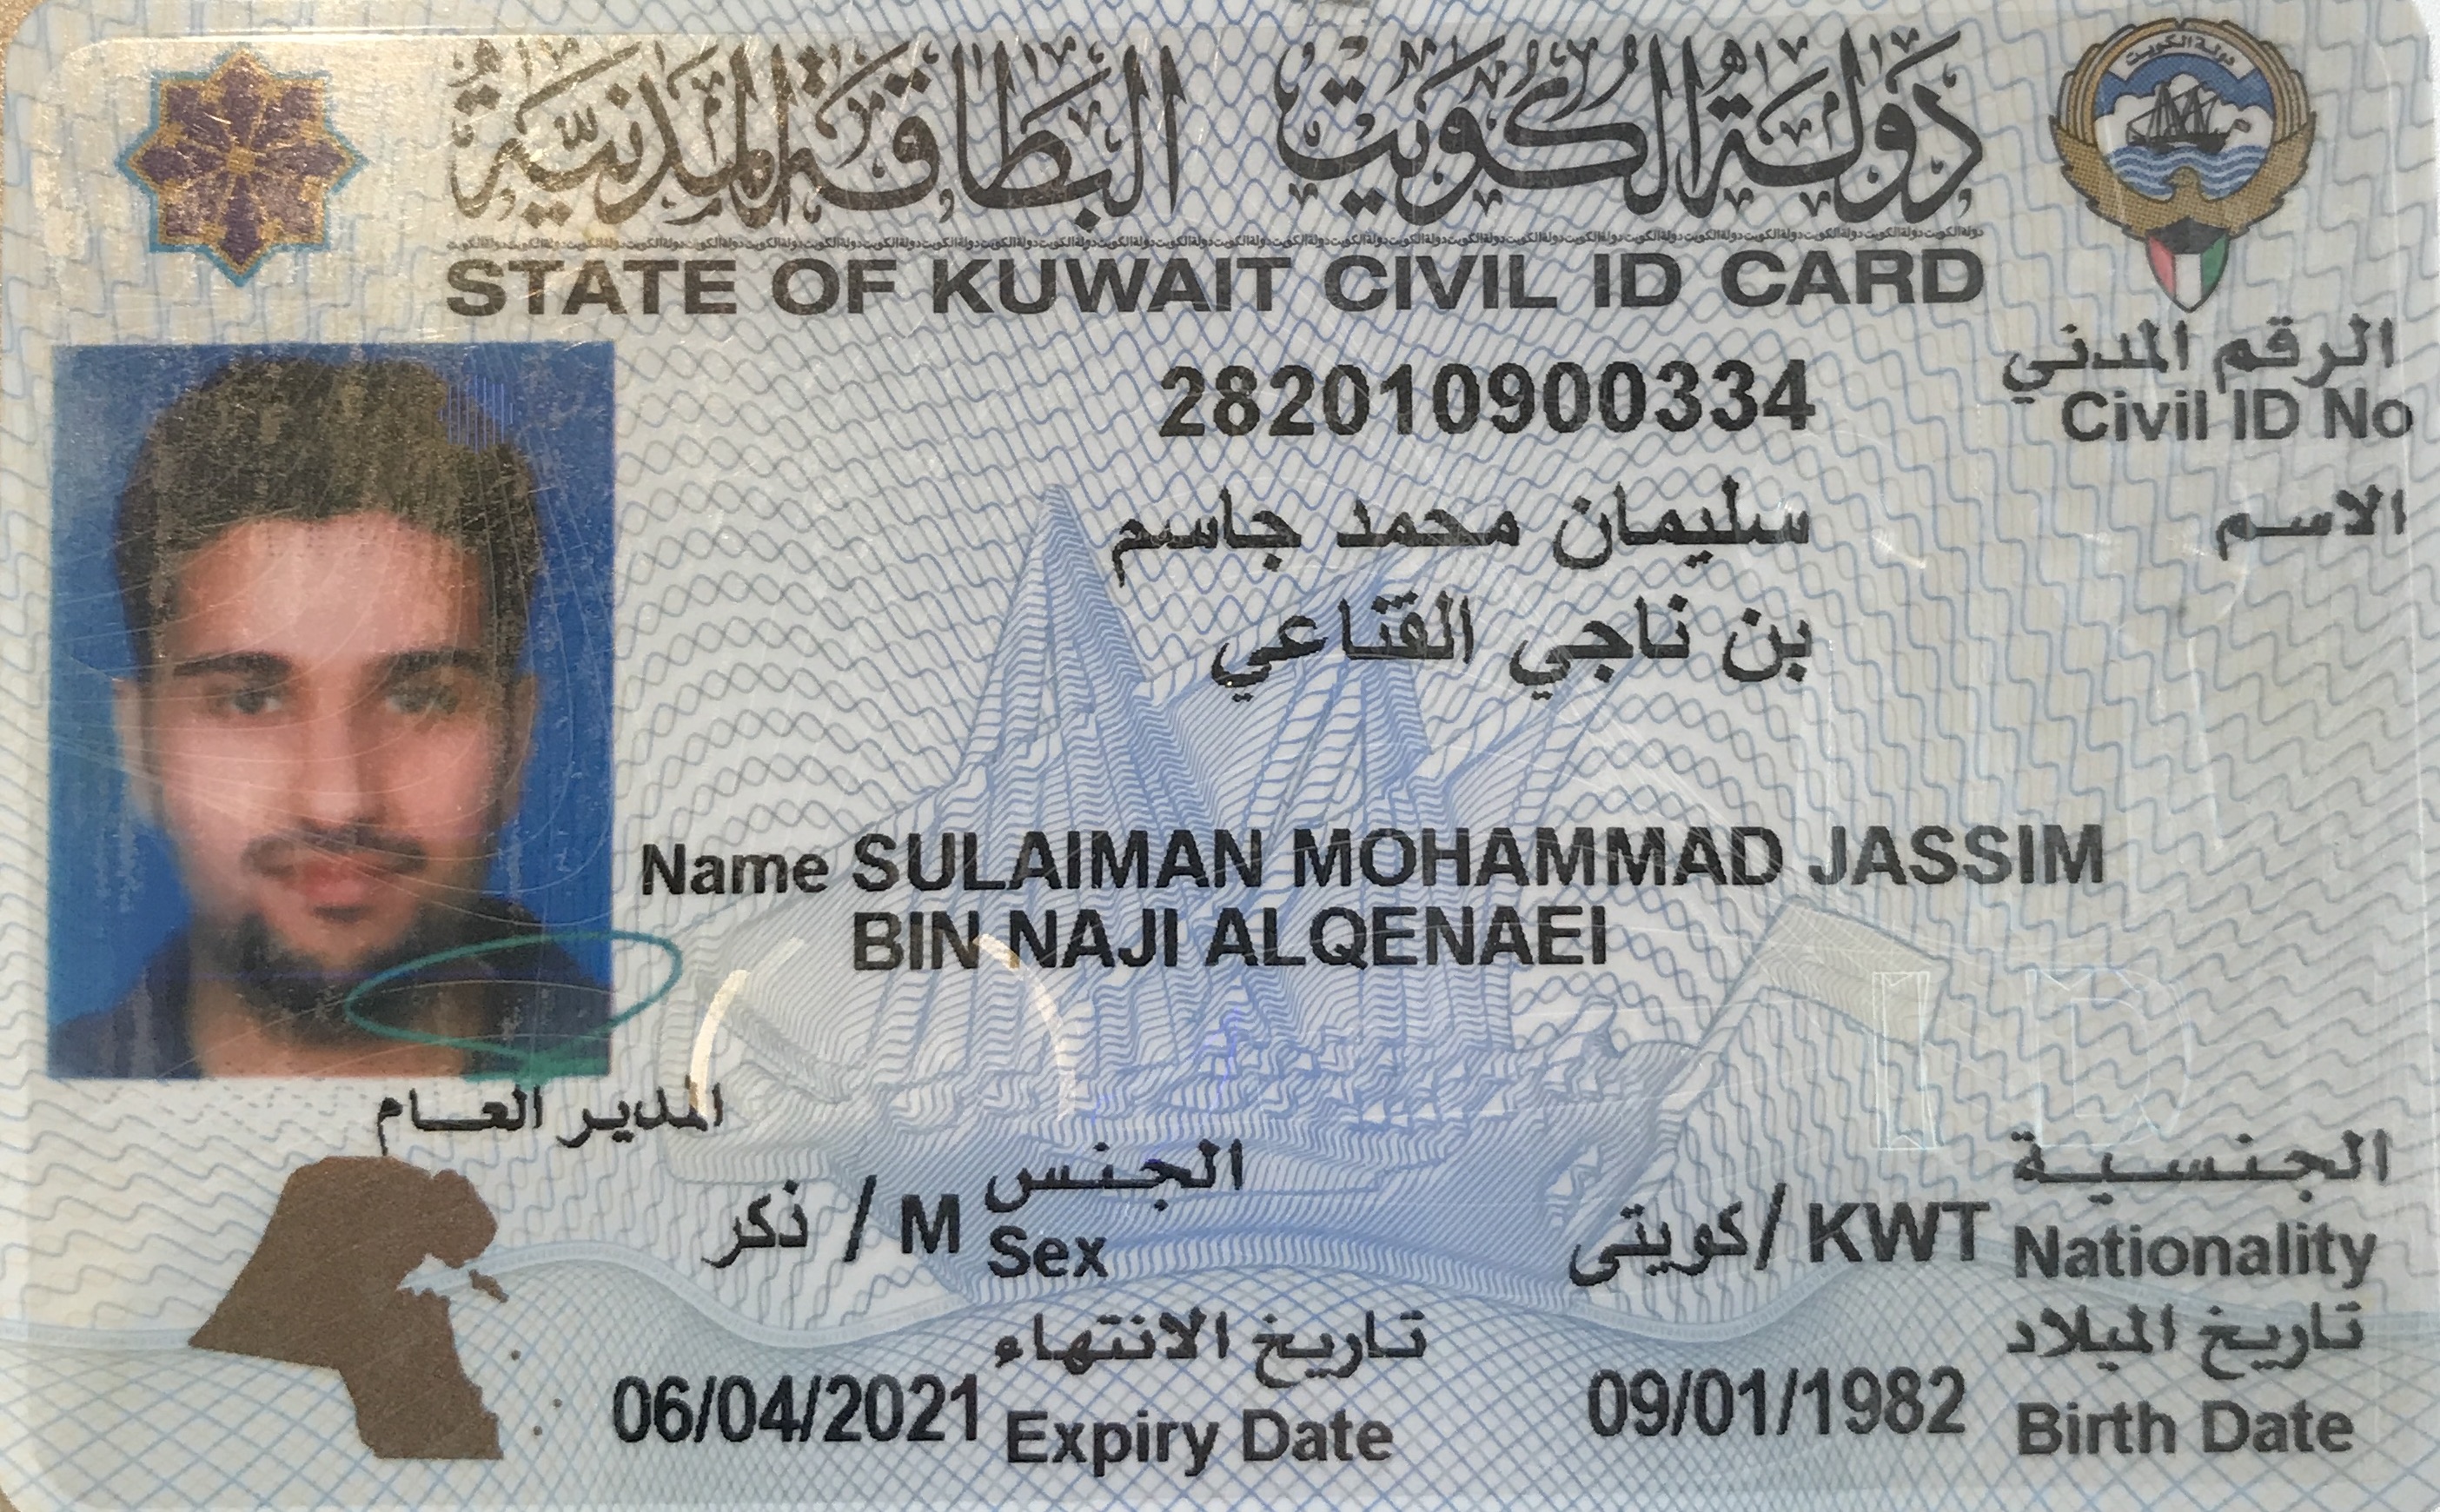 دولة الكويت البطاقة المدنية
دولة الكويت
STATE OF KUWAIT CIVIL ID CARD
الرقم المدني
Civil ID No
282010900334
الاسم
سليمان محمد جاسم
بن ناجي القناعي
Name SULAIMAN MOHAMMAD JASSIM
BIN NAJI ALQENAEI
المدير العام
الجنسية
Nationality
كويتى/ KWT
الجنس
Sex
ذكر / M
تاريخ الميلاد
Birth Date
09/01/1982
تاريخ الانتهاء
Expiry Date
06/04/2021
ID